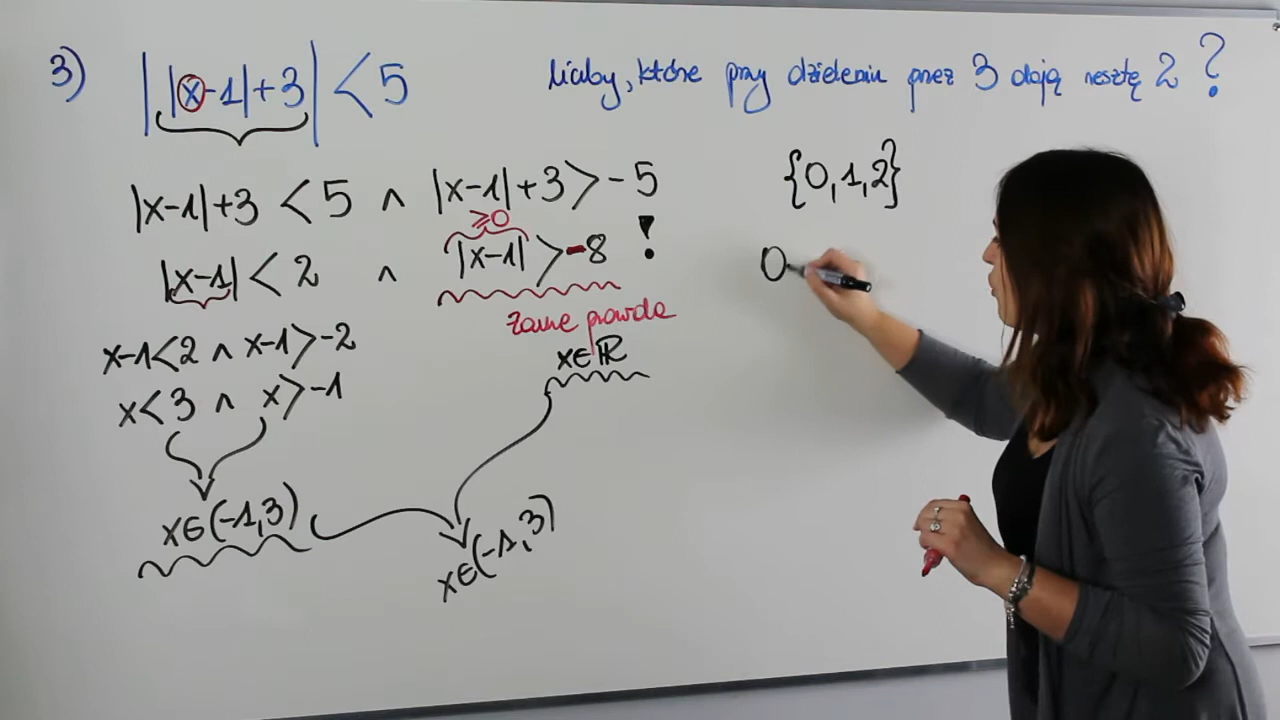 3) ||x-1|+3| < 5
liczby, które przy dzieleniu przez 3 dają resztę 2 ?
|x-1|+3 < 5 ∧ |x-1|+3 > -5
≥0
|x-1| < 2 ∧ |x-1| > -8 !
zawsze prawda
x-1<2 ∧ x-1>-2
x∈ℝ
x<3 ∧ x>-1
x∈(-1,3)
x∈(-1,3)
{0,1,2}
0